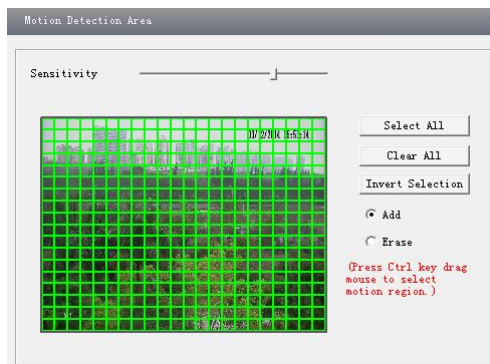 Motion Detection Area
Sensitivity
Select All
Clear All
Invert Selection
Add
Erase
(Press Ctrl key drag
mouse to select
motion region.)